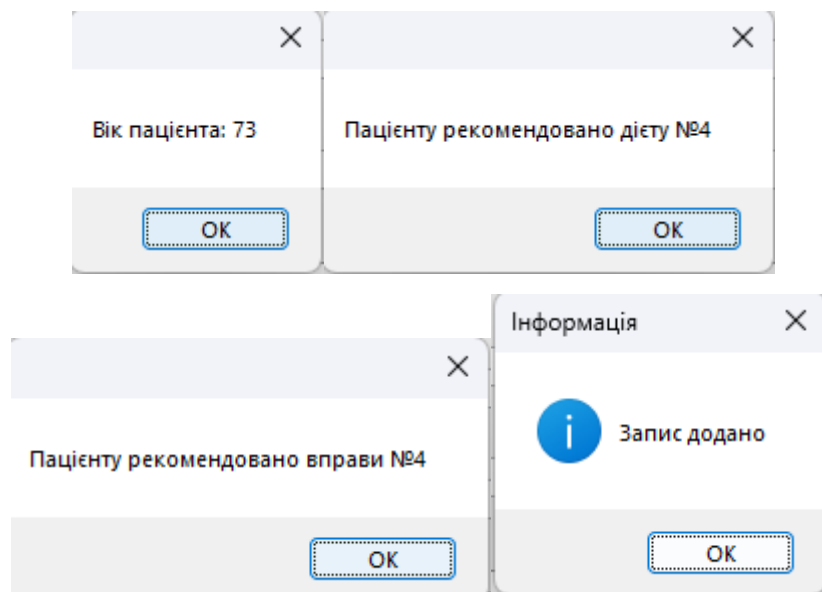 Вік пацієнта: 73
OK
Пацієнту рекомендовано дієту №4
OK
Пацієнту рекомендовано вправи №4
OK
Інформація
Запис додано
OK